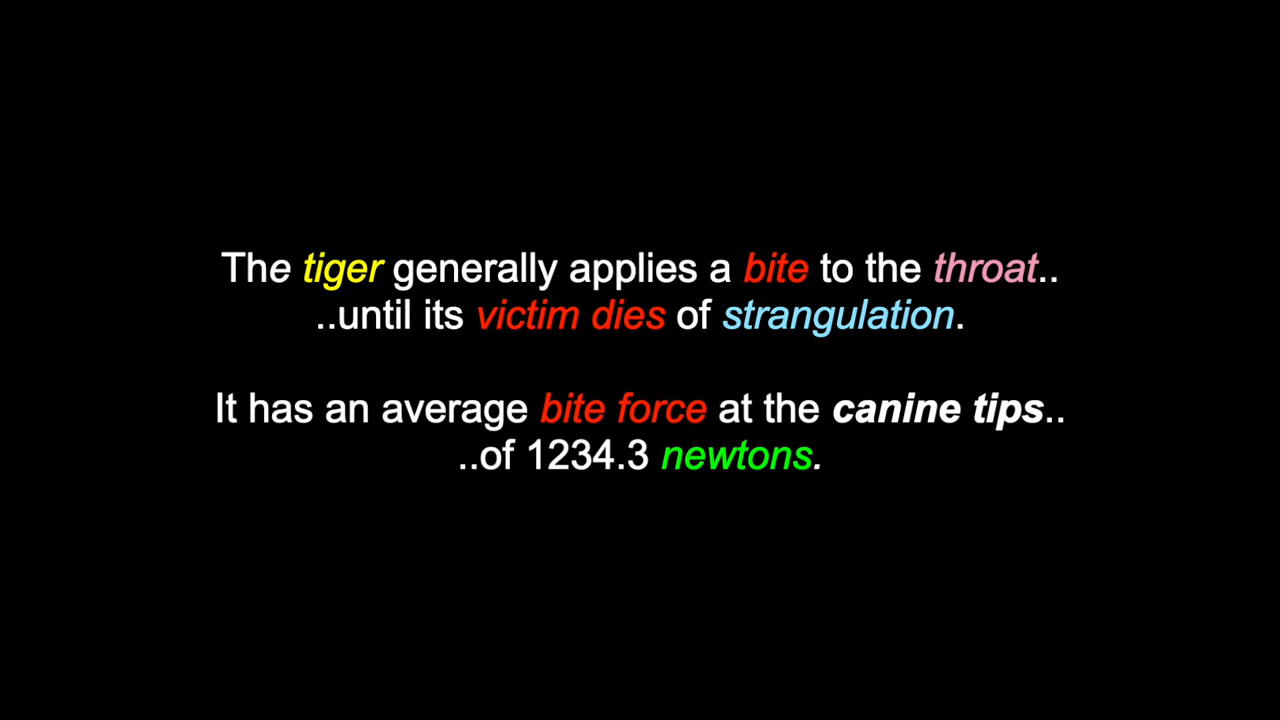 The tiger generally applies a bite to the throat..
..until its victim dies of strangulation.
It has an average bite force at the canine tips..
..of 1234.3 newtons.